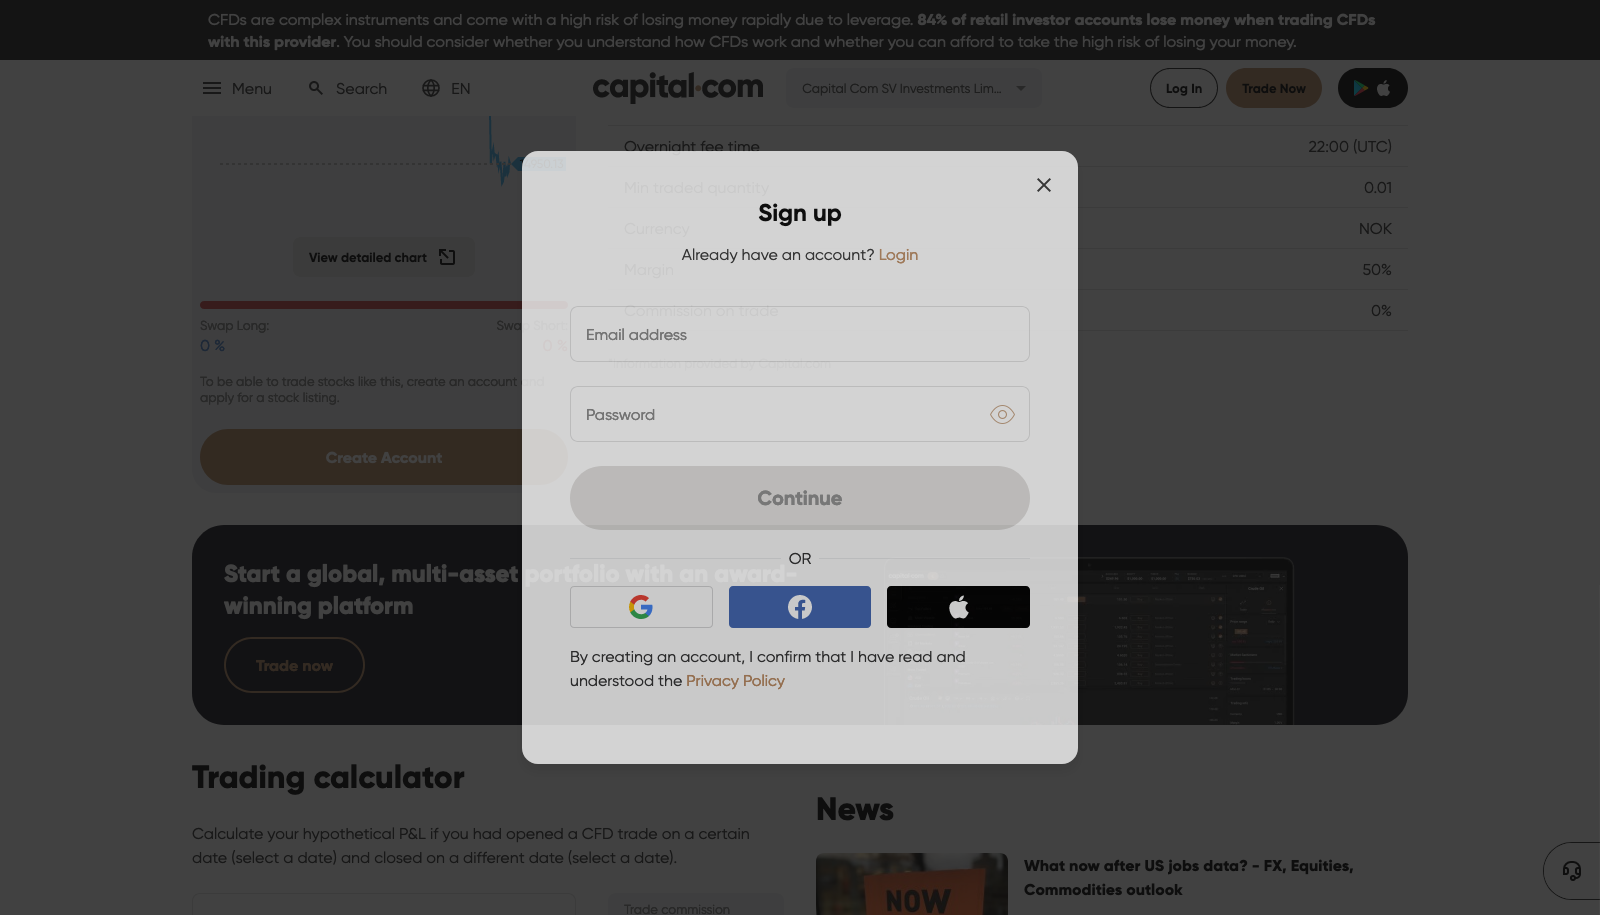 CFDs are complex instruments and come with a high risk of losing money rapidly due to leverage. 84% of retail investor accounts lose money when trading CFDs
with this provider. You should consider whether you understand how CFDs work and whether you can afford to take the high risk of losing your money.
Menu
Search
EN
capital.com
Capital Com SV Investments Lim...
Log In
Trade Now
Overnight fee time
22:00 (UTC)
Min traded quantity
0.01
Currency
NOK
Margin
50%
Commission on trade
0%
View detailed chart
Swap Long:
Swap Short:
0 %
0 %
To be able to trade stocks like this, create an account and
apply for a stock listing.
Create Account
Sign up
Already have an account? Login
Email address
Password
Continue
OR
By creating an account, I confirm that I have read and
understood the Privacy Policy
Start a global, multi-asset portfolio with an award-
winning platform
Trade now
Trading calculator
Calculate your hypothetical P&L if you had opened a CFD trade on a certain
date (select a date) and closed on a different date (select a date).
Trade commission
News
NOW
What now after US jobs data? - FX, Equities,
Commodities outlook